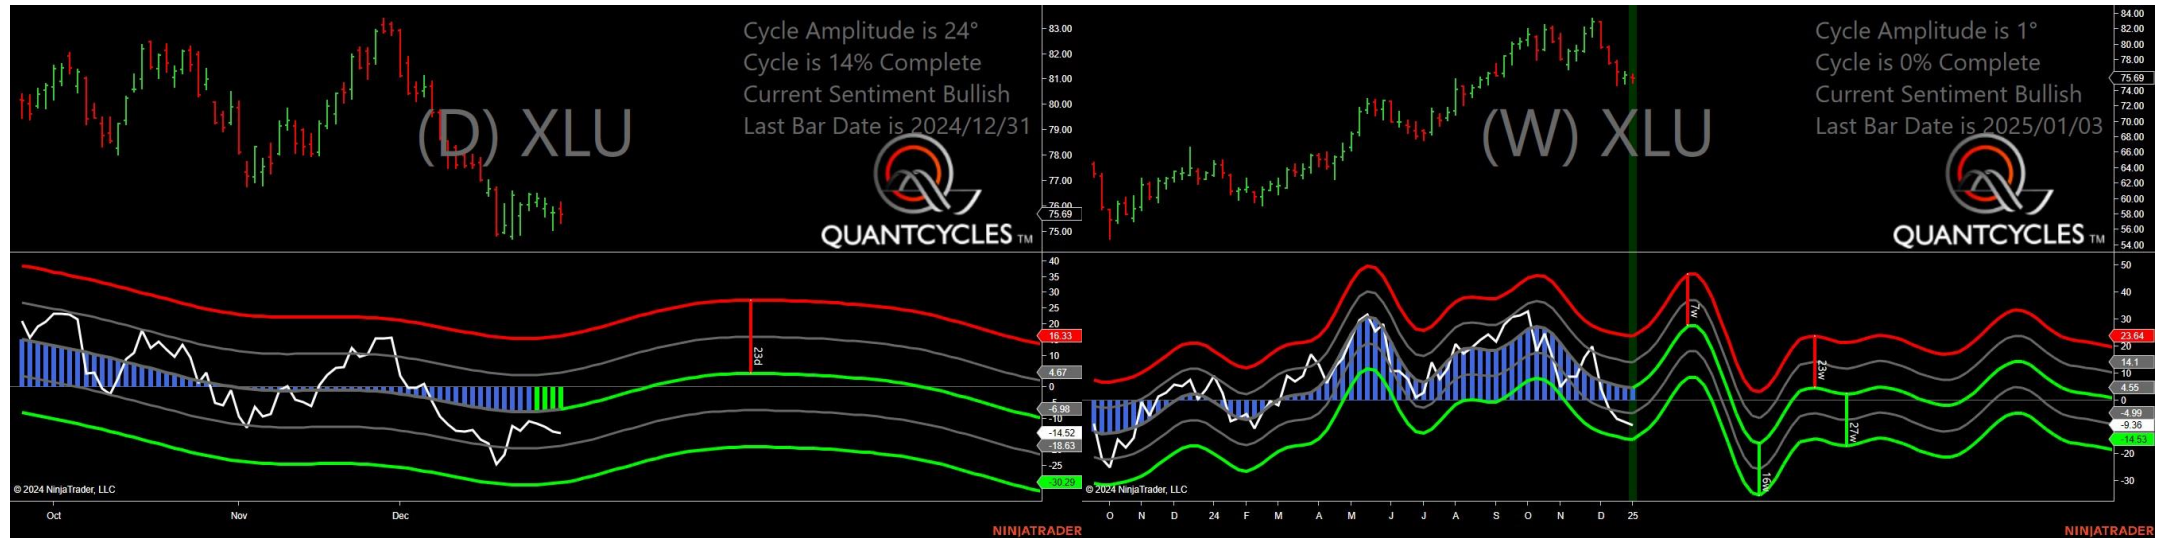 Cycle Amplitude is 24°
Cycle is 14% Complete
Current Sentiment Bullish
Last Bar Date is 2024/12/31
(D) XLU
QUANTCYCLES TM
83.00
82.00
81.00
80.00
79.00
78.00
77.00
76.00
75.69
75.00
40
35
30
25
20
16.33
10
4.67
0
-5
-6.98
-10
-14.52
-18.63
-25
-30.29
23d
© 2024 NinjaTrader, LLC
Oct
Nov
Dec
NINJATRADER
Cycle Amplitude is 1°
Cycle is 0% Complete
Current Sentiment Bullish
Last Bar Date is 2025/01/03
(W) XLU
QUANTCYCLES TM
84.00
82.00
80.00
78.00
75.69
74.00
72.00
70.00
68.00
66.00
64.00
62.00
60.00
58.00
56.00
54.00
50
40
30
23.64
20
14.1
10
4.55
0
-4.99
-9.36
-14.53
-20
-30
7w
16w
23w
27w
© 2024 NinjaTrader, LLC
O N D 24 F M A M J J A S O N D 25
NINJATRADER